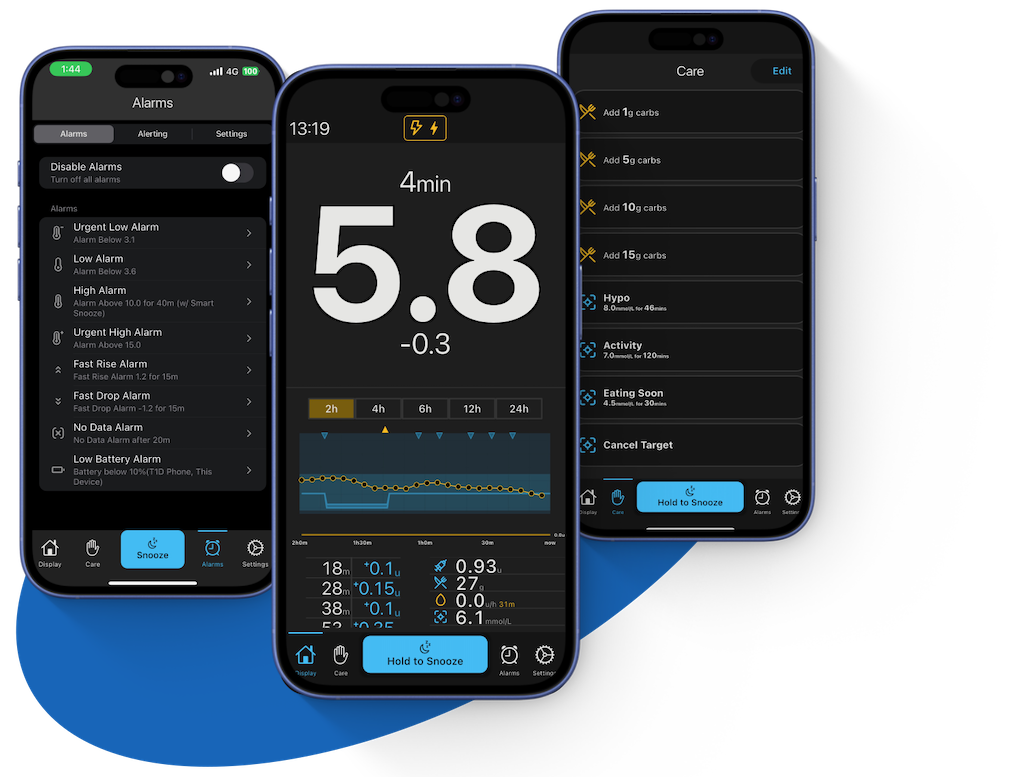 1:44
4G 100
Alarms
Alarms Alerting Settings
Disable Alarms
Turn off all alarms
Alarms
Urgent Low Alarm
Alarm Below 3.1
Low Alarm
Alarm Below 3.6
High Alarm
Alarm Above 10.0 for 40m (w/ Smart
Snooze)
Urgent High Alarm
Alarm Above 15.0
Fast Rise Alarm
Fast Rise Alarm 1.2 for 15m
Fast Drop Alarm
Fast Drop Alarm -1.2 for 15m
No Data Alarm
No Data Alarm after 20m
Low Battery Alarm
Battery below 10%(T1D Phone, This
Device)
Snooze
Display Care Alarms Settings
13:19
4min
5.8
-0.3
2h 4h 6h 12h 24h
0.0u
2h0m 1h30m 1h0m 30m now
18m +0.1u
28m +0.15u
38m +0.1u
0.93u
27g
0.0u/h 31m
6.1mmol/L
Hold to Snooze
Display Care Alarms Settings
Care Edit
Add 1g carbs
Add 5g carbs
Add 10g carbs
Add 15g carbs
Hypo
8.0mmol/L for 46mins
Activity
7.0mmol/L for 120mins
Eating Soon
4.5mmol/L for 30mins
Cancel Target
Hold to Snooze
Display Care Alarms Settings